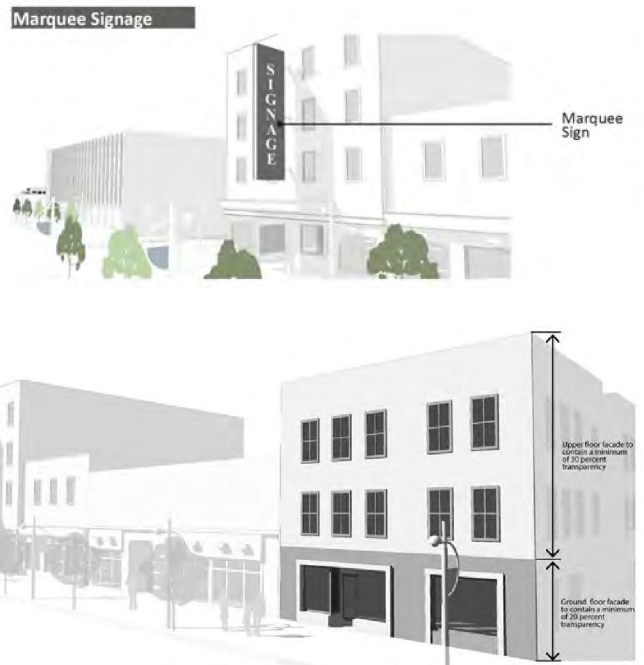 Marquee Signage
SIGNAGE
Marquee
Sign
Upper floor facade to
contain a minimum
of 30 percent
transparency
Ground floor facade
to contain a minimum
of 20 percent
transparency